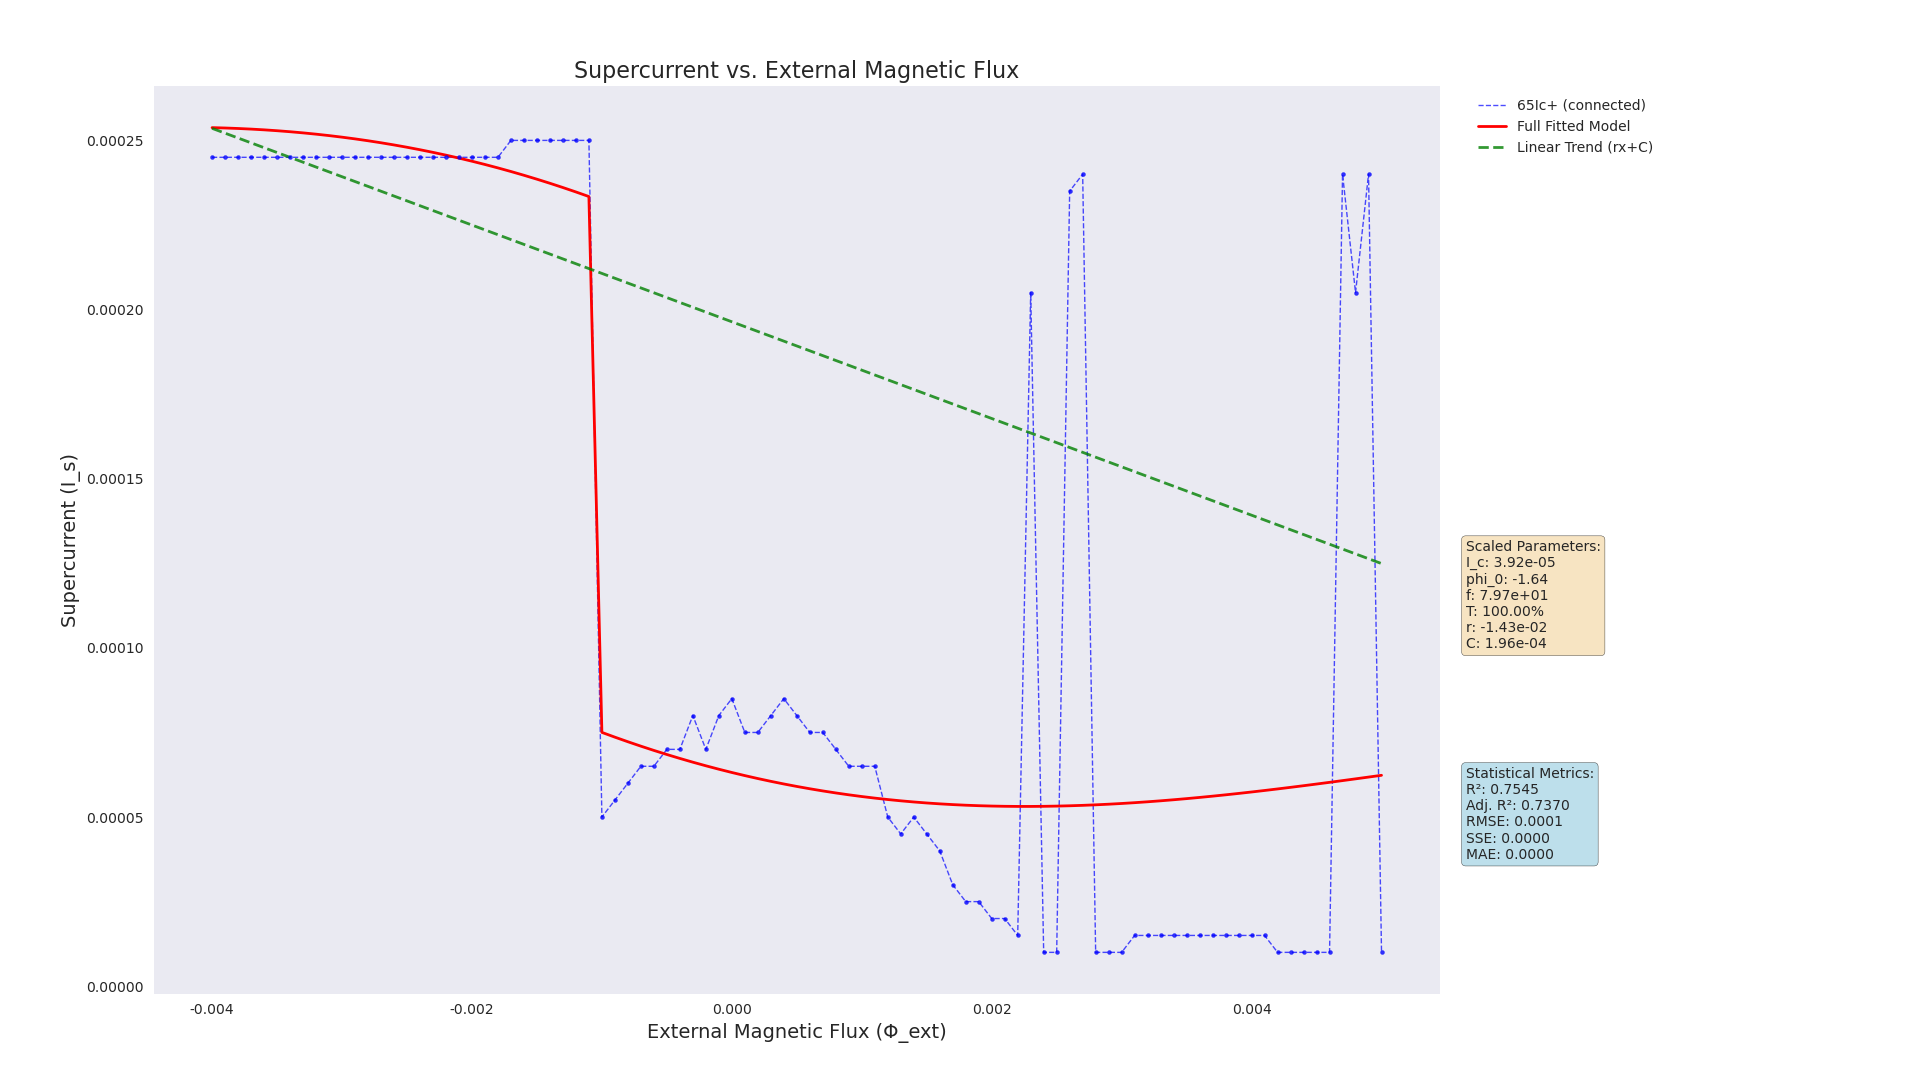 Supercurrent vs. External Magnetic Flux
65Ic+ (connected)
Full Fitted Model
Linear Trend (rx+C)
Supercurrent (I_s)
0.00025
0.00020
0.00015
0.00010
0.00005
0.00000
-0.004
-0.002
0.000
0.002
0.004
External Magnetic Flux (Φ_ext)
Scaled Parameters:
I_c: 3.92e-05
phi_0: -1.64
f: 7.97e+01
T: 100.00%
r: -1.43e-02
C: 1.96e-04
Statistical Metrics:
R²: 0.7545
Adj. R²: 0.7370
RMSE: 0.0001
SSE: 0.0000
MAE: 0.0000